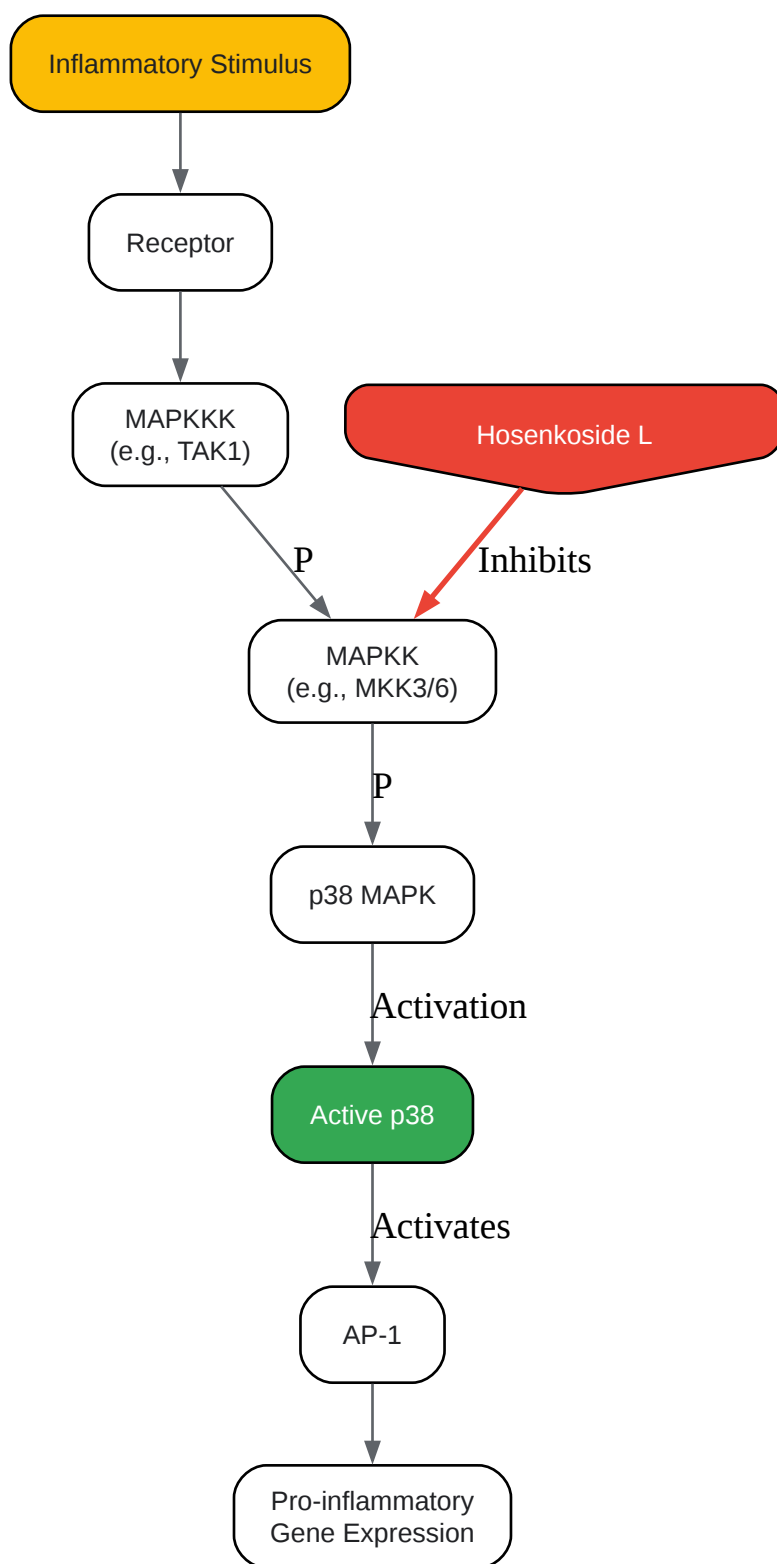 Inflammatory Stimulus
Receptor
MAPKKK
(e.g., TAK1)
Hosenkoside L
P
Inhibits
MAPKK
(e.g., MKK3/6)
P
p38 MAPK
Activation
Active p38
Activates
AP-1
Pro-inflammatory
Gene Expression